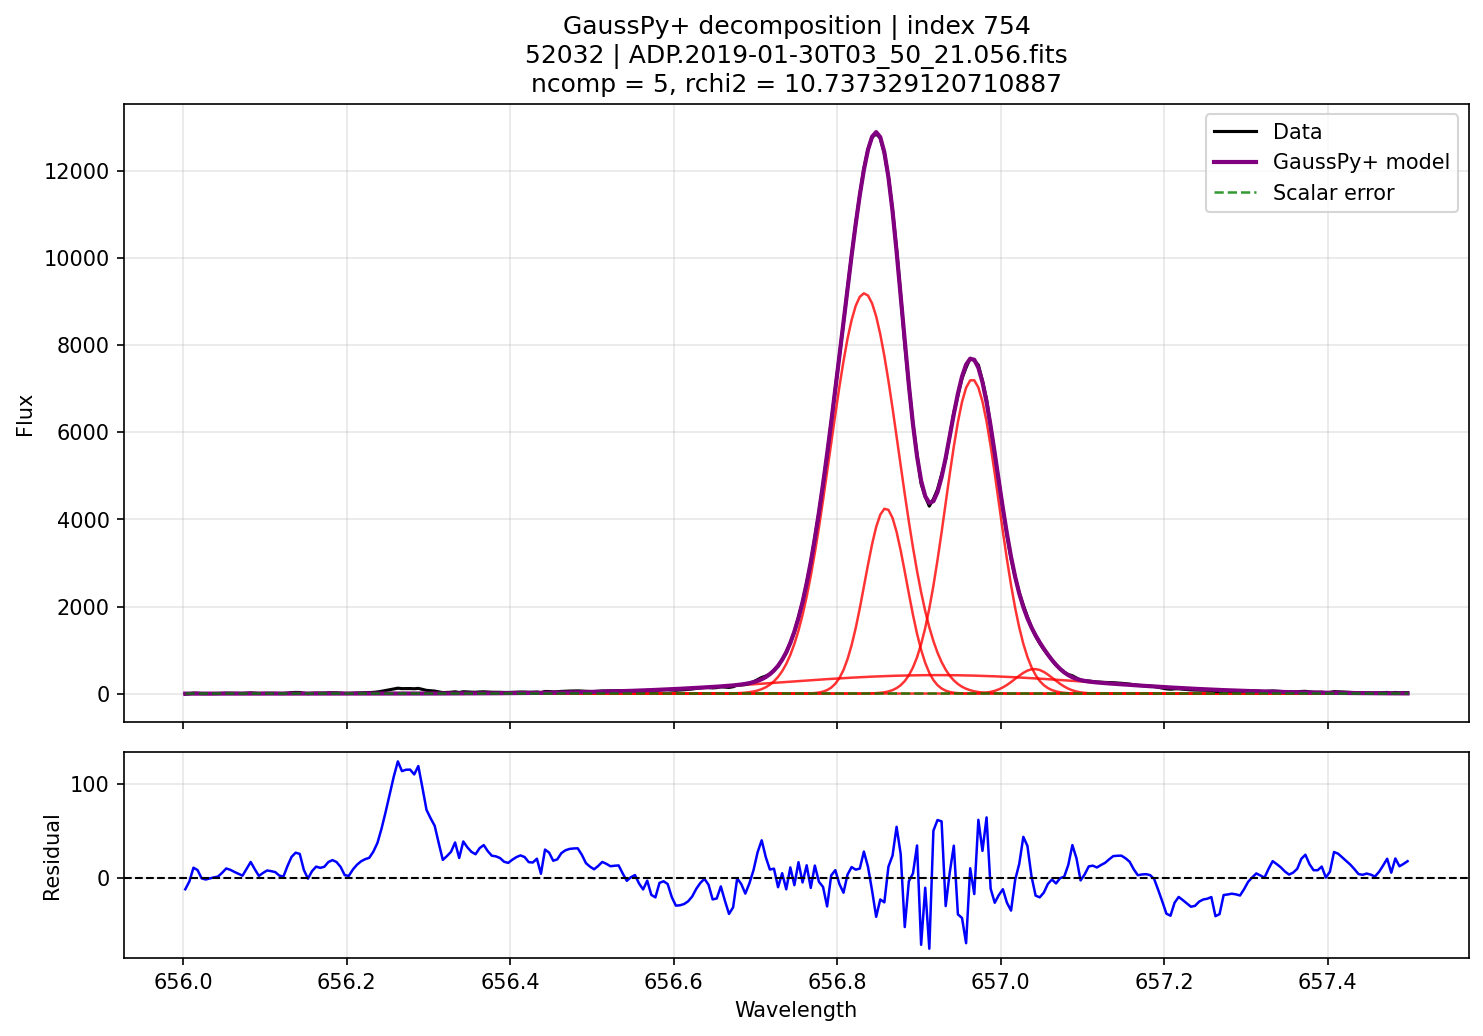 GaussPy+ decomposition | index 754
52032 | ADP.2019-01-30T03_50_21.056.fits
ncomp = 5, rchi2 = 10.737329120710887
Data
GaussPy+ model
Scalar error
12000
10000
8000
6000
4000
2000
0
Flux
100
0
Residual
656.0
656.2
656.4
656.6
656.8
657.0
657.2
657.4
Wavelength